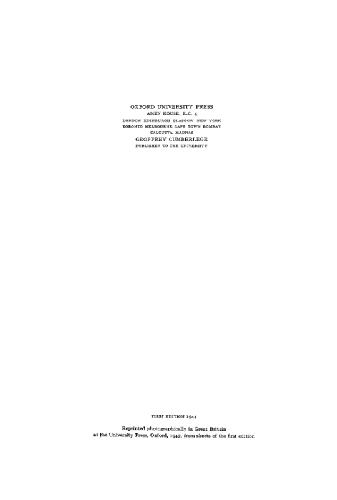 OXFORD UNIVERSITY PRESS
AMEN HOUSE, E.C. 4
LONDON EDINBURGH GLASGOW NEW YORK
TORONTO MELBOURNE CAPE TOWN BOMBAY
CALCUTTA MADRAS
GEOFFREY CUMBERLEGE
PUBLISHER TO THE UNIVERSITY
FIRST EDITION
Reprinted photographically in Great Britain
at the University Press, Oxford, from sheets of the first edition